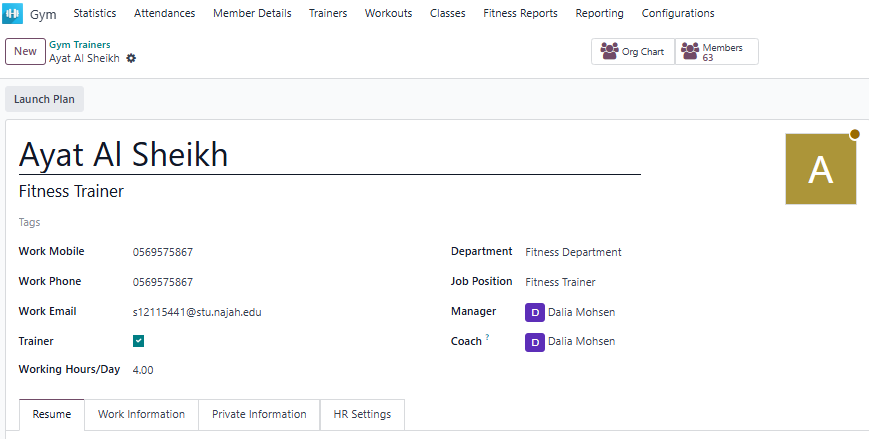 Gym Statistics Attendances Member Details Trainers Workouts Classes Fitness Reports Reporting Configurations
New Gym Trainers
Ayat Al Sheikh
Org Chart Members
63
Launch Plan
Ayat Al Sheikh
A
Fitness Trainer
Tags
Work Mobile 0569575867 Department Fitness Department
Work Phone 0569575867 Job Position Fitness Trainer
Work Email s12115441@stu.najah.edu Manager D Dalia Mohsen
Trainer Coach ? D Dalia Mohsen
Working Hours/Day 4.00
Resume Work Information Private Information HR Settings